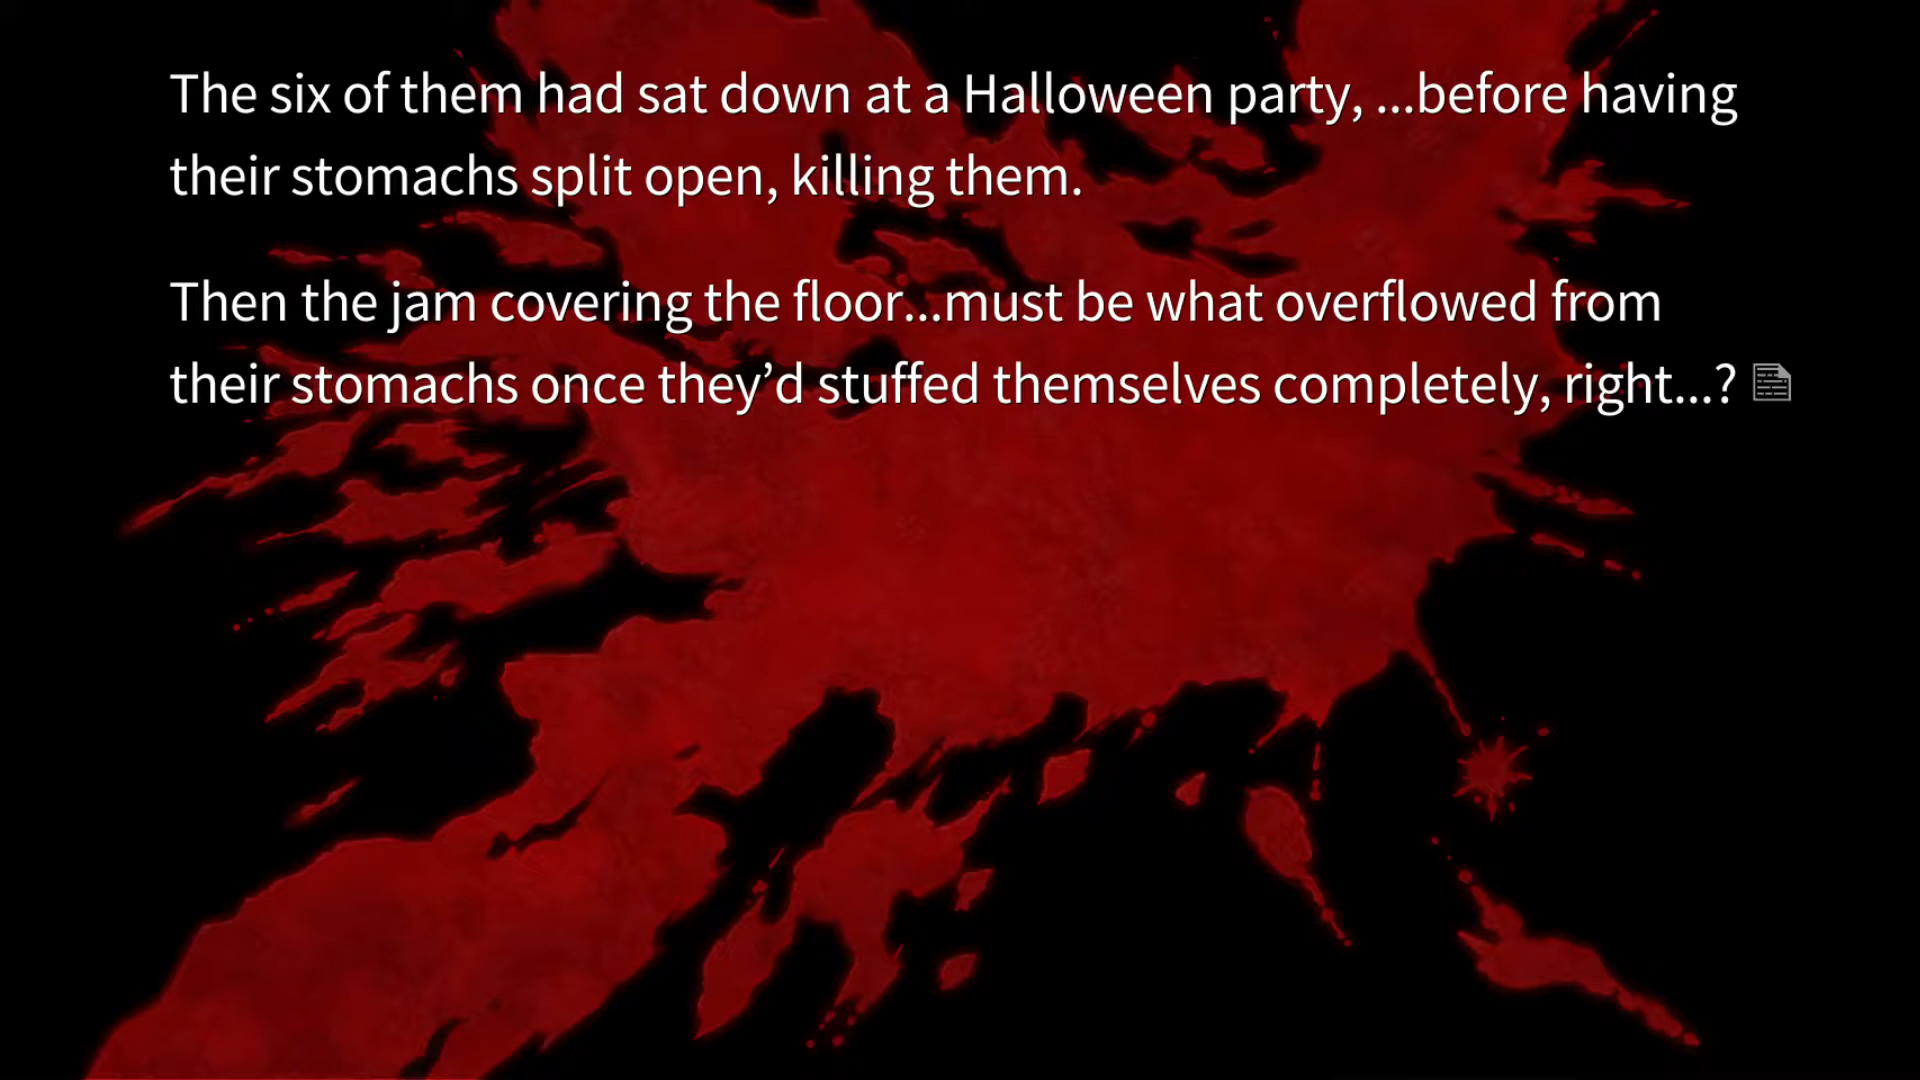 The six of them had sat down at a Halloween party, ...before having
their stomachs split open, killing them.
Then the jam covering the floor...must be what overflowed from
their stomachs once they’d stuffed themselves completely, right...?